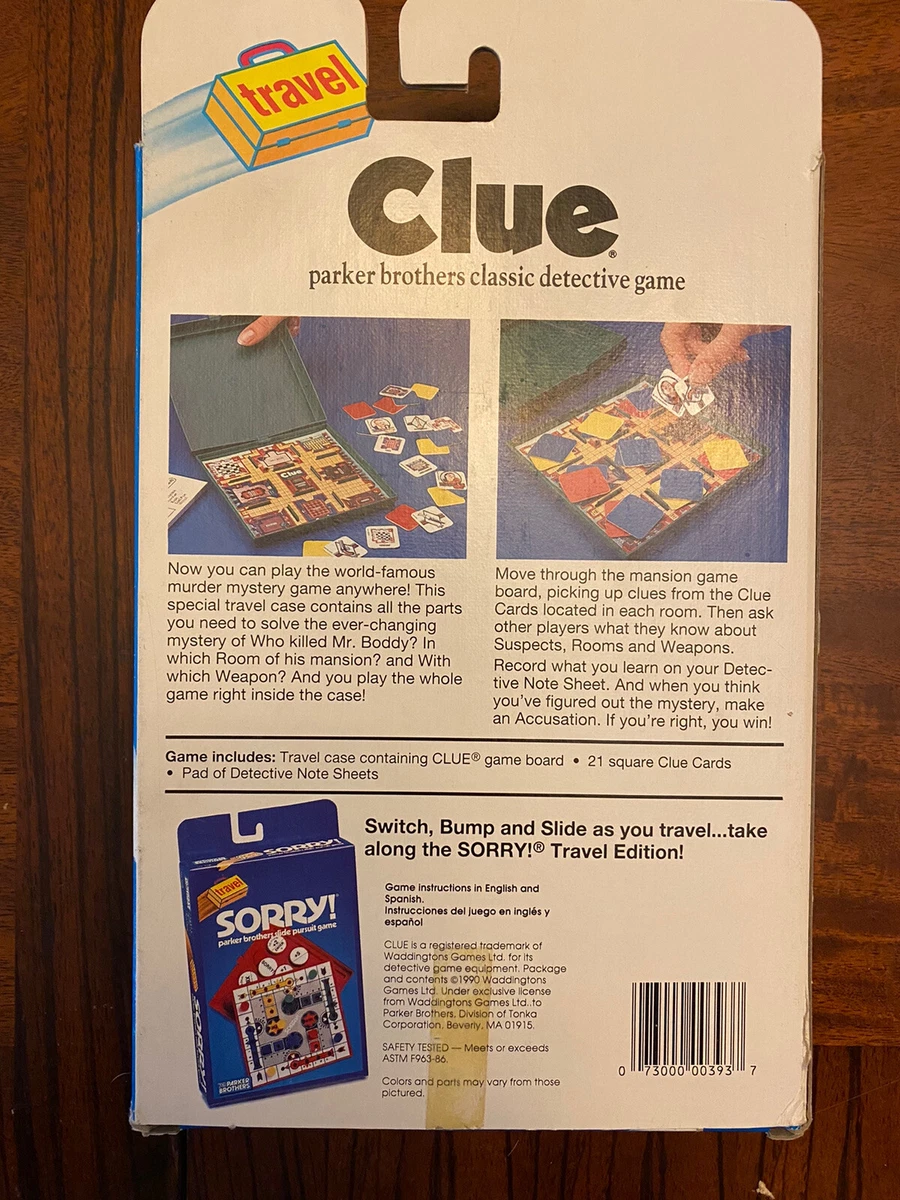 travel
Clue®
parker brothers classic detective game
Clue
Now you can play the world-famous
murder mystery game anywhere! This
special travel case contains all the parts
you need to solve the ever-changing
mystery of Who killed Mr. Boddy? In
which Room of his mansion? and With
which Weapon? And you play the whole
game right inside the case!
Move through the mansion game
board, picking up clues from the Clue
Cards located in each room. Then ask
other players what they know about
Suspects, Rooms and Weapons.
Record what you learn on your Detec-
tive Note Sheet. And when you think
you've figured out the mystery, make
an Accusation. If you're right, you win!
Game includes: Travel case containing CLUE® game board • 21 square Clue Cards
• Pad of Detective Note Sheets
Switch, Bump and Slide as you travel...take
along the SORRY!® Travel Edition!
SORRY!
travel
SORRY!
parker brothers slide pursuit game
SORRY!
PARKER
BROTHERS
Game instructions in English and
Spanish.
Instrucciones del juego en inglés y
español
CLUE is a registered trademark of
Waddingtons Games Ltd. for its
detective game equipment. Package
and contents ©1990 Waddingtons
Games Ltd. Under exclusive license
from Waddingtons Games Ltd. to
Parker Brothers, Division of Tonka
Corporation, Beverly, MA 01915.
SAFETY TESTED — Meets or exceeds
ASTM F963-86.
Colors and parts may vary from those
pictured.
0 73000 00393 7